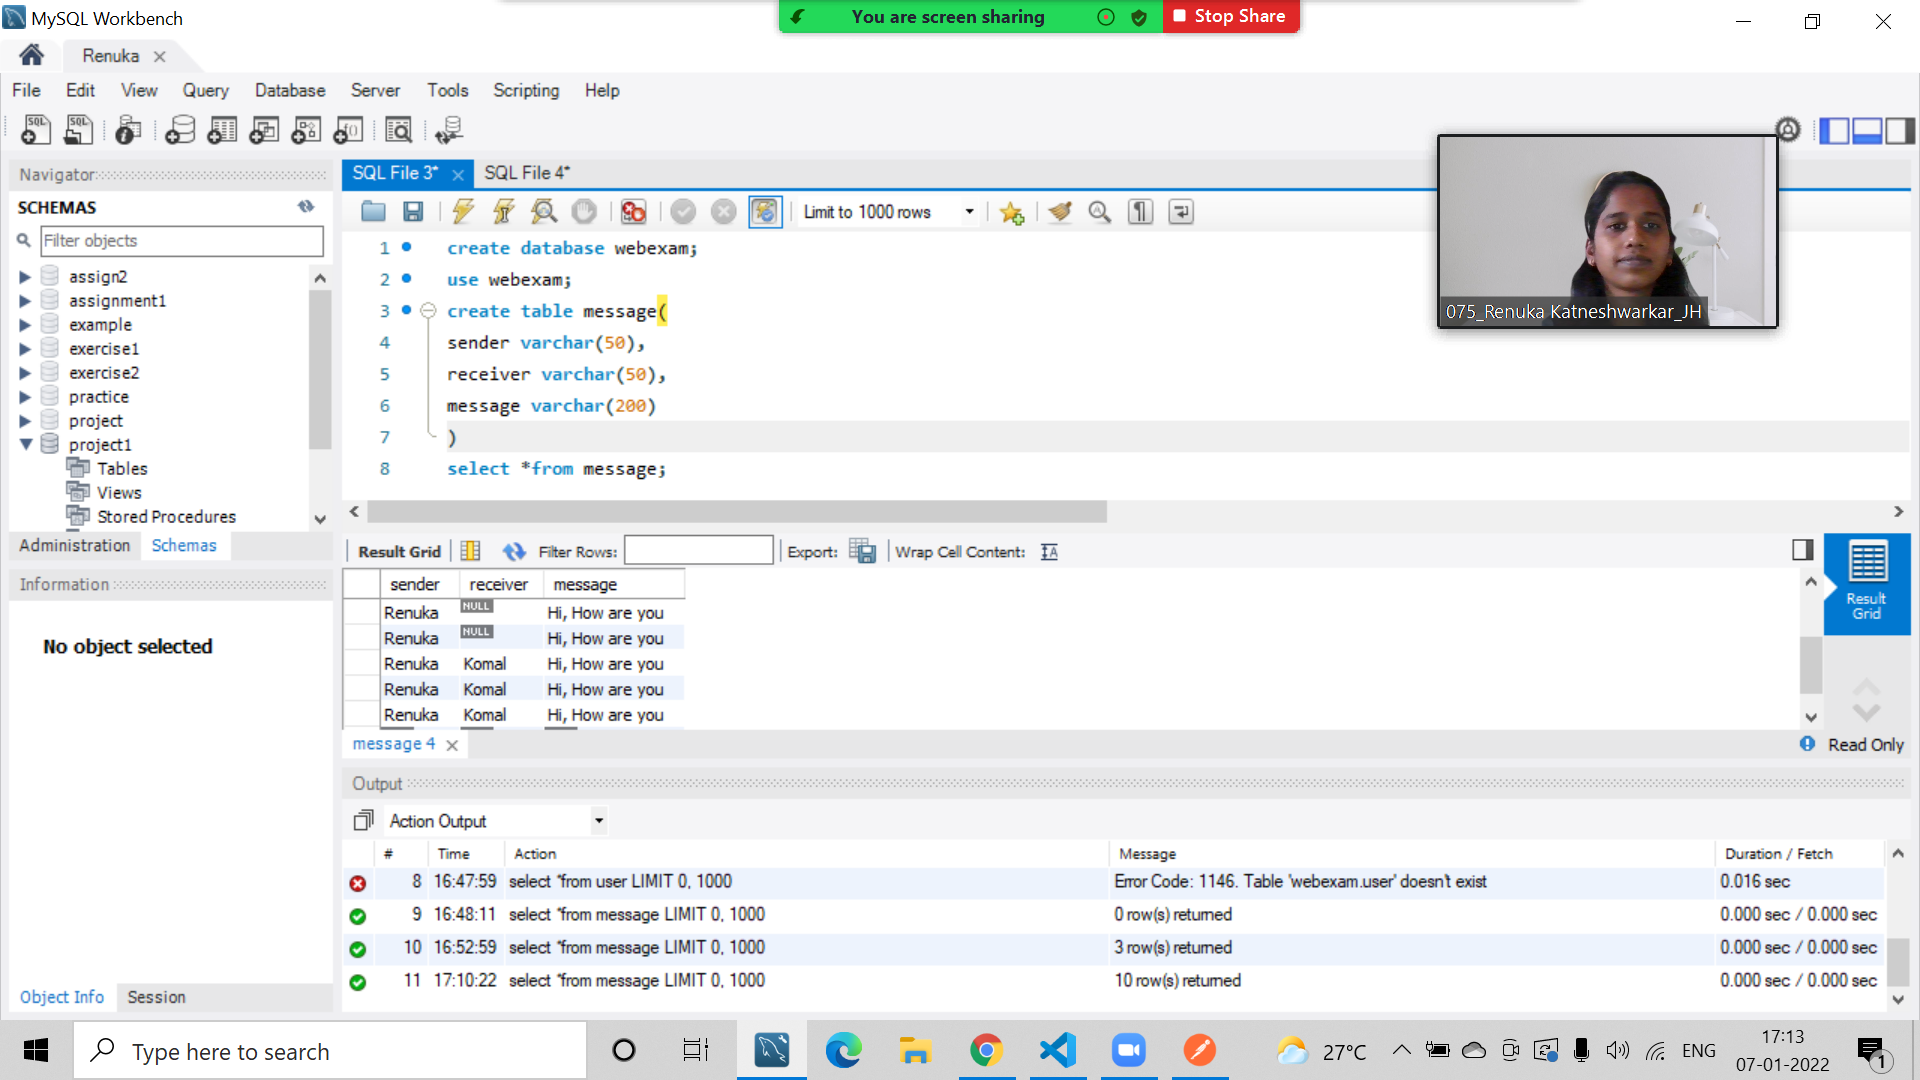 MySQL Workbench
You are screen sharing
Stop Share
Renuka
File Edit View Query Database Server Tools Scripting Help
Navigator
SCHEMAS
Filter objects
assign2
assignment1
example
exercise1
exercise2
practice
project
project1
Tables
Views
Stored Procedures
Administration Schemas
Information
No object selected
Object Info Session
SQL File 3* SQL File 4*
Limit to 1000 rows
1 create database webexam;
2 use webexam;
3 create table message(
4 sender varchar(50),
5 receiver varchar(50),
6 message varchar(200)
7 )
8 select *from message;
075_Renuka Katneshwarkar_JH
Result Grid Filter Rows: Export: Wrap Cell Content:
sender receiver message
Renuka NULL Hi, How are you
Renuka NULL Hi, How are you
Renuka Komal Hi, How are you
Renuka Komal Hi, How are you
Renuka Komal Hi, How are you
Result
Grid
message 4
Read Only
Output
Action Output
# Time Action Message Duration / Fetch
8 16:47:59 select *from user LIMIT 0, 1000 Error Code: 1146. Table 'webexam.user' doesn't exist 0.016 sec
9 16:48:11 select *from message LIMIT 0, 1000 0 row(s) returned 0.000 sec / 0.000 sec
10 16:52:59 select *from message LIMIT 0, 1000 3 row(s) returned 0.000 sec / 0.000 sec
11 17:10:22 select *from message LIMIT 0, 1000 10 row(s) returned 0.000 sec / 0.000 sec
Type here to search
27°C
ENG
17:13
07-01-2022
1